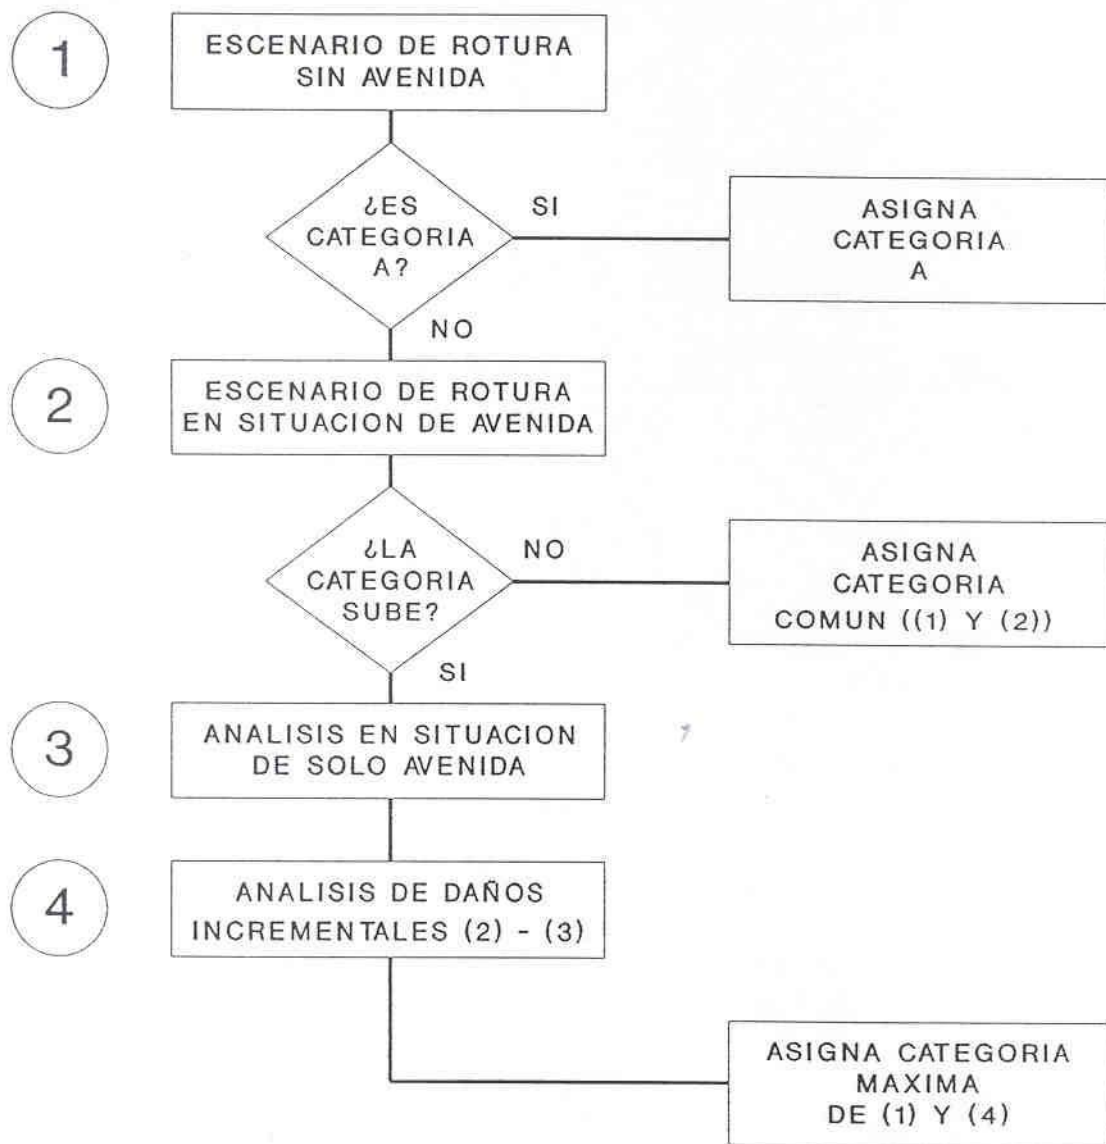 1
ESCENARIO DE ROTURA
SIN AVENIDA
¿ES
CATEGORIA
A?
SI
ASIGNA
CATEGORIA
A
NO
2
ESCENARIO DE ROTURA
EN SITUACION DE AVENIDA
¿LA
CATEGORIA
SUBE?
NO
ASIGNA
CATEGORIA
COMUN ((1) Y (2))
SI
3
ANALISIS EN SITUACION
DE SOLO AVENIDA
4
ANALISIS DE DAÑOS
INCREMENTALES (2) - (3)
ASIGNA CATEGORIA
MAXIMA
DE (1) Y (4)